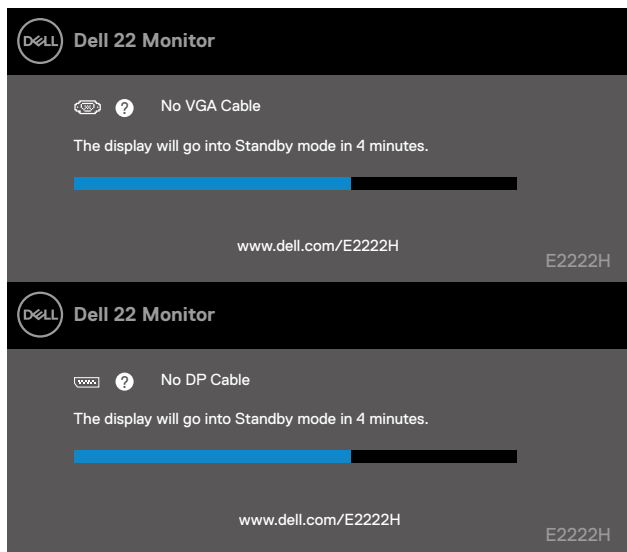 DELL Dell 22 Monitor
? No VGA Cable
The display will go into Standby mode in 4 minutes.
www.dell.com/E2222H
E2222H
DELL Dell 22 Monitor
? No DP Cable
The display will go into Standby mode in 4 minutes.
www.dell.com/E2222H
E2222H